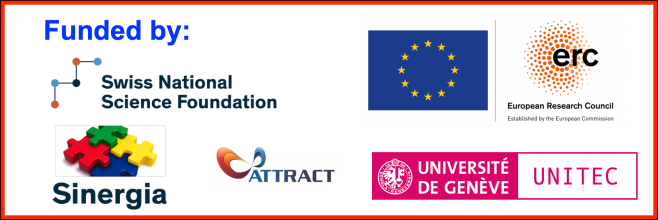 Funded by:
Swiss National
Science Foundation
erc
European Research Council
Established by the European Commission
Sinergia
ATTRACT
UNIVERSITÉ
DE GENÈVE
UNITEC